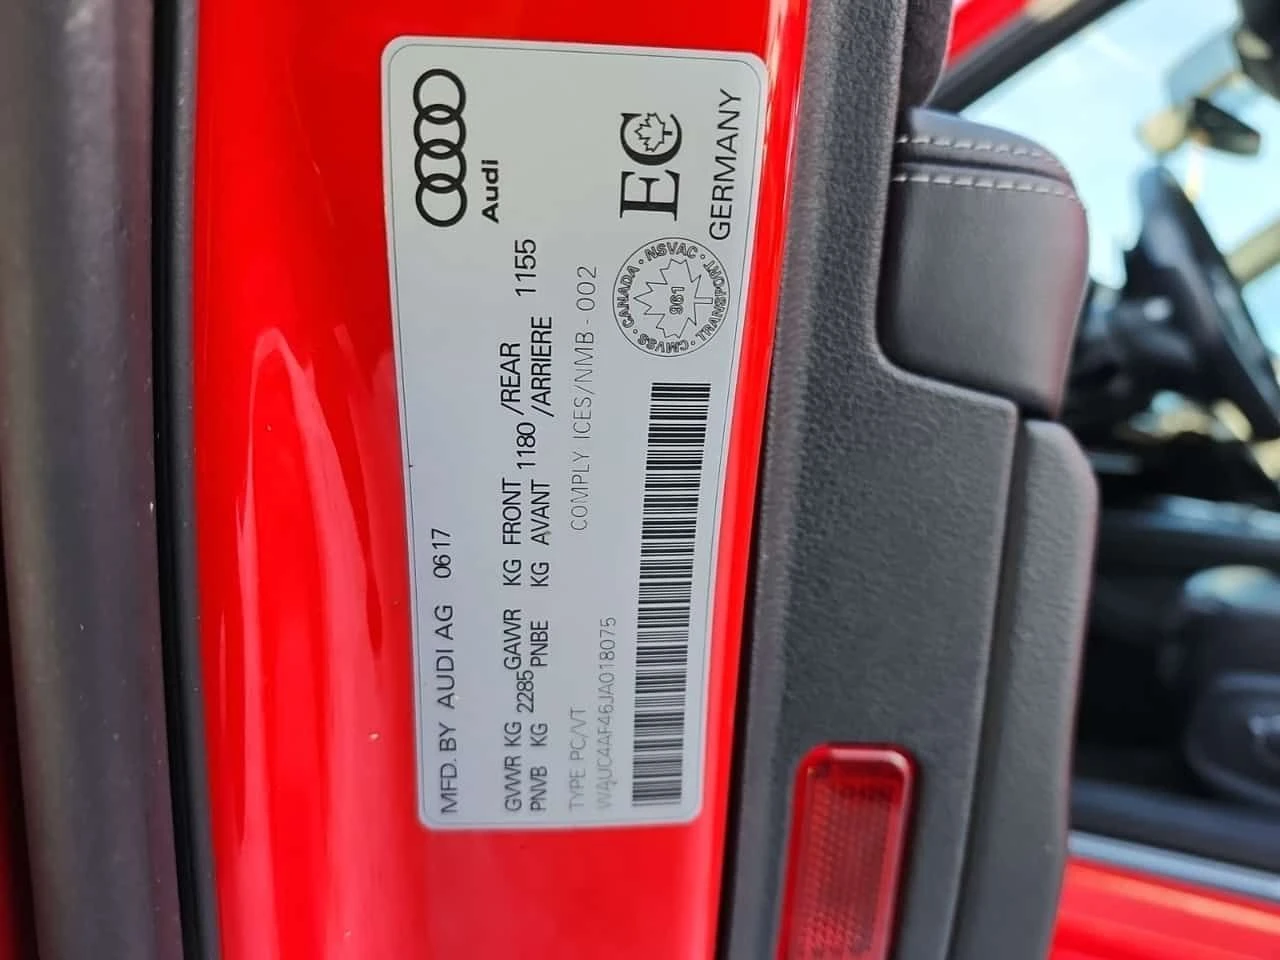 Audi
EC
GERMANY
MFD. BY AUDI AG 0617
GVWR KG 2285 GAWR KG FRONT 1180 /REAR 1155
PNVB KG PNBE KG AVANT /ARRIERE
TYPE PC/VT COMPLY ICES/NMB-002
WAUC4AF46JA018075
CANADA · NSVAC · TRANSPORT · CMVSS ·
961